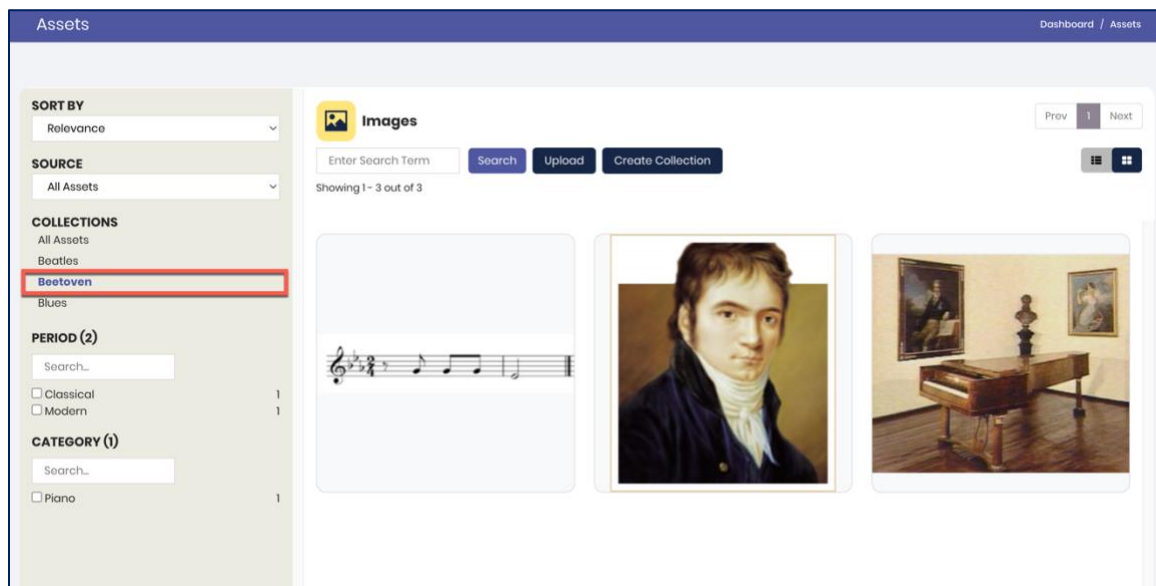 Assets
Dashboard / Assets
SORT BY
Relevance
SOURCE
All Assets
COLLECTIONS
All Assets
Beatles
Beetoven
Blues
PERIOD (2)
Search...
Classical 1
Modern 1
CATEGORY (1)
Search...
Piano 1
Images
Prev 1 Next
Enter Search Term Search Upload Create Collection
Showing 1 - 3 out of 3
2
4